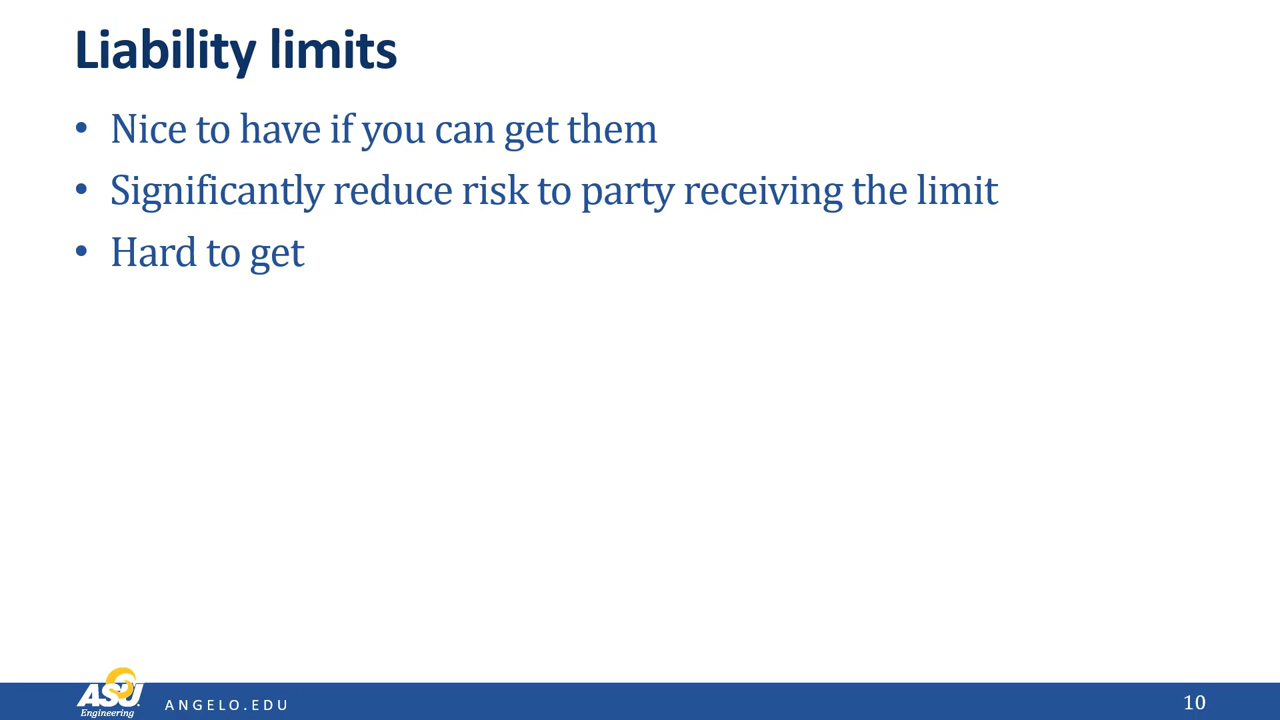 Liability limits
• Nice to have if you can get them
• Significantly reduce risk to party receiving the limit
• Hard to get
ASU
Engineering
ANGELO.EDU
10